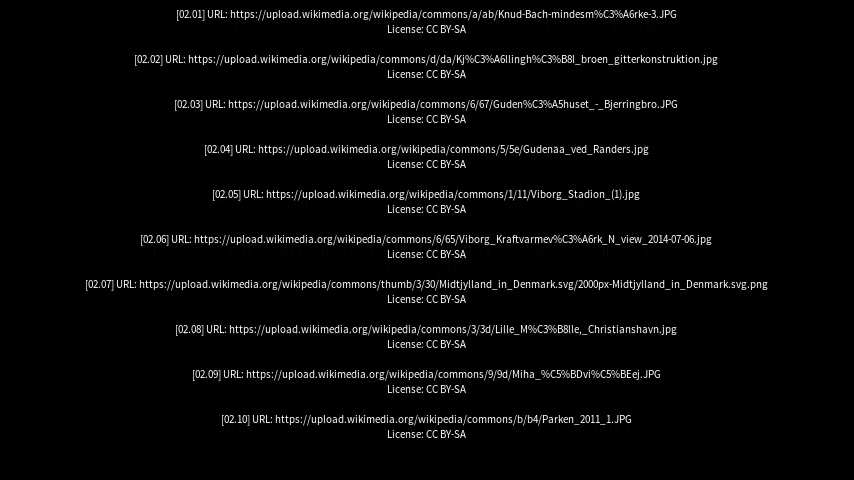 [02.01] URL: https://upload.wikimedia.org/wikipedia/commons/a/ab/Knud-Bach-mindesm%C3%A6rke-3.JPG
License: CC BY-SA
[02.02] URL: https://upload.wikimedia.org/wikipedia/commons/d/da/Kj%C3%A6llingh%C3%B8l_broen_gitterkonstruktion.jpg
License: CC BY-SA
[02.03] URL: https://upload.wikimedia.org/wikipedia/commons/6/67/Guden%C3%A5huset_-_Bjerringbro.JPG
License: CC BY-SA
[02.04] URL: https://upload.wikimedia.org/wikipedia/commons/5/5e/Gudenaa_ved_Randers.jpg
License: CC BY-SA
[02.05] URL: https://upload.wikimedia.org/wikipedia/commons/1/11/Viborg_Stadion_(1).jpg
License: CC BY-SA
[02.06] URL: https://upload.wikimedia.org/wikipedia/commons/6/65/Viborg_Kraftvarmev%C3%A6rk_N_view_2014-07-06.jpg
License: CC BY-SA
[02.07] URL: https://upload.wikimedia.org/wikipedia/commons/thumb/3/30/Midtjylland_in_Denmark.svg/2000px-Midtjylland_in_Denmark.svg.png
License: CC BY-SA
[02.08] URL: https://upload.wikimedia.org/wikipedia/commons/3/3d/Lille_M%C3%B8lle,_Christianshavn.jpg
License: CC BY-SA
[02.09] URL: https://upload.wikimedia.org/wikipedia/commons/9/9d/Miha_%C5%BDvi%C5%BEej.JPG
License: CC BY-SA
[02.10] URL: https://upload.wikimedia.org/wikipedia/commons/b/b4/Parken_2011_1.JPG
License: CC BY-SA